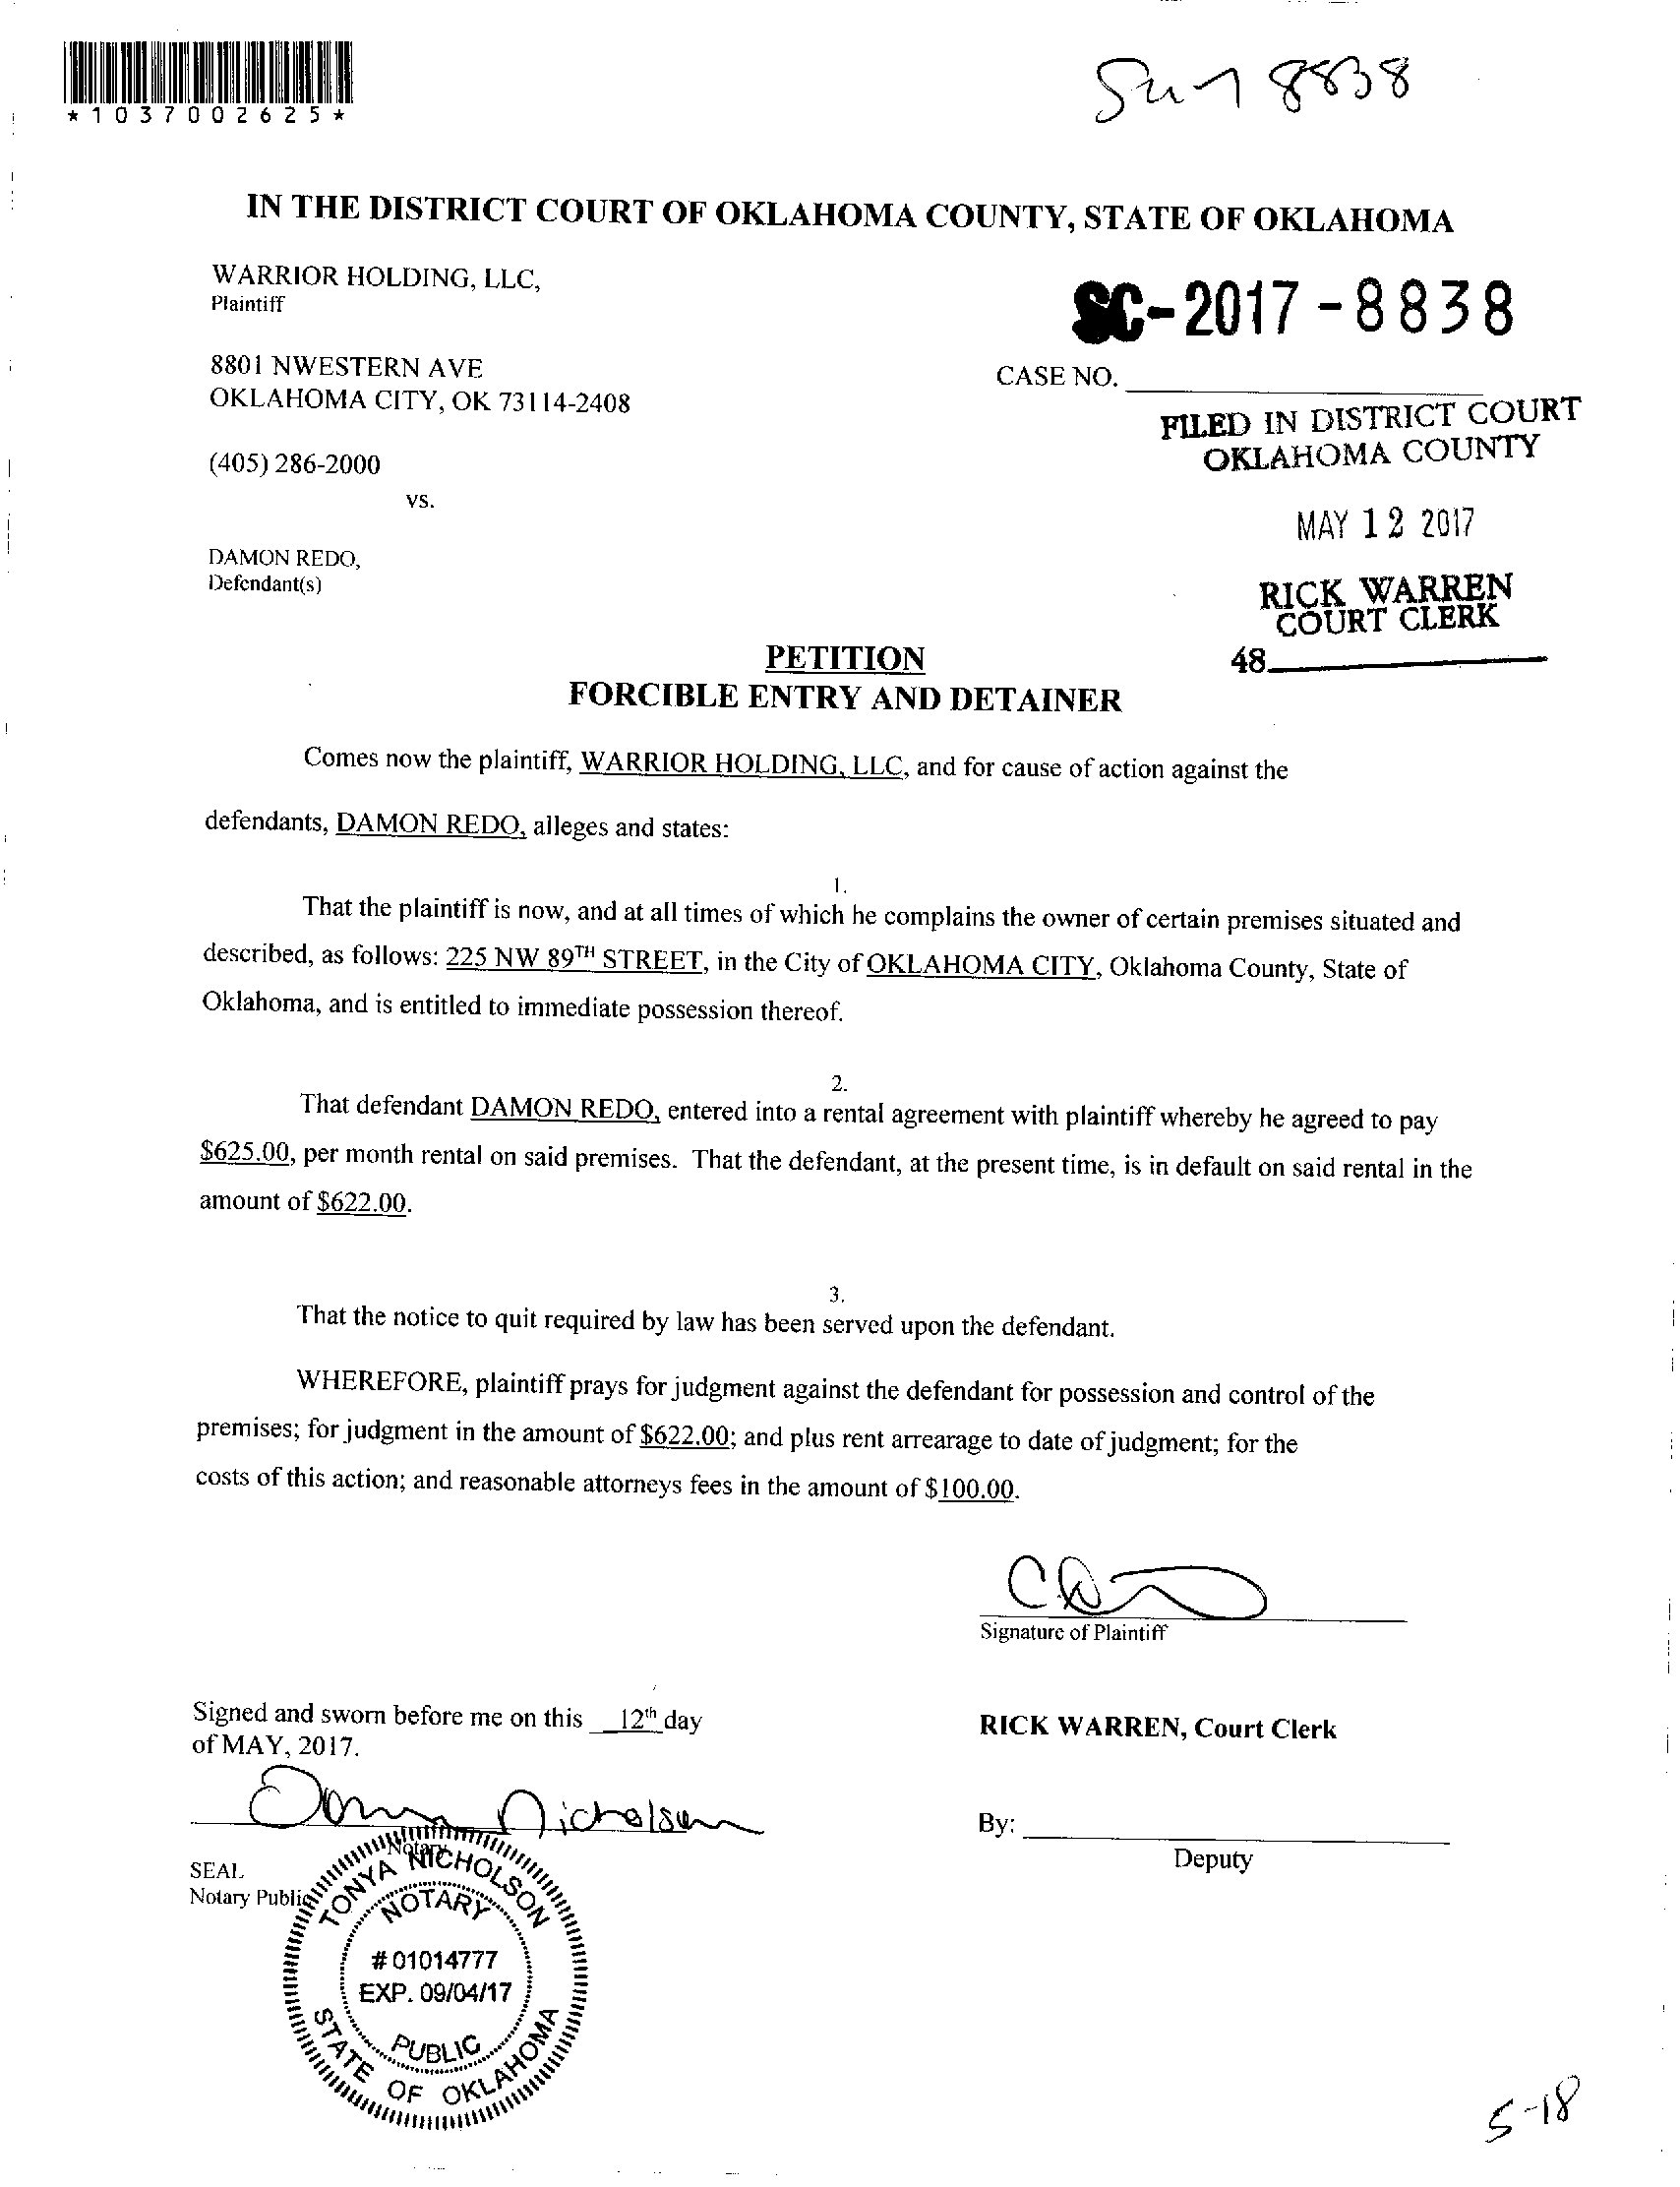 *1037002625*
8838
IN THE DISTRICT COURT OF OKLAHOMA COUNTY, STATE OF OKLAHOMA
WARRIOR HOLDING, LLC,
Plaintiff
SC-2017-8838
8801 NWESTERN AVE
OKLAHOMA CITY, OK 73114-2408
CASE NO.
FILED IN DISTRICT COURT
OKLAHOMA COUNTY
(405) 286-2000
vs.
MAY 12 2017
DAMON REDO,
Defendant(s)
RICK WARREN
COURT CLERK
48
PETITION
FORCIBLE ENTRY AND DETAINER
Comes now the plaintiff, WARRIOR HOLDING, LLC, and for cause of action against the
defendants, DAMON REDO, alleges and states:
1.
That the plaintiff is now, and at all times of which he complains the owner of certain premises situated and
described, as follows: 225 NW 89TH STREET, in the City of OKLAHOMA CITY, Oklahoma County, State of
Oklahoma, and is entitled to immediate possession thereof.
2.
That defendant DAMON REDO, entered into a rental agreement with plaintiff whereby he agreed to pay
$625.00, per month rental on said premises. That the defendant, at the present time, is in default on said rental in the
amount of $622.00.
3.
That the notice to quit required by law has been served upon the defendant.
WHEREFORE, plaintiff prays for judgment against the defendant for possession and control of the
premises; for judgment in the amount of $622.00; and plus rent arrearage to date of judgment; for the
costs of this action; and reasonable attorneys fees in the amount of $100.00.
Signature of Plaintiff
Signed and sworn before me on this 12th day
of MAY, 2017.
RICK WARREN, Court Clerk
Nicholson
Notary
By:
Deputy
SEAL
Notary Public
TONYA NICHOLSON
NOTARY
# 01014777
EXP. 09/04/17
PUBLIC
STATE OF OKLAHOMA
5-18